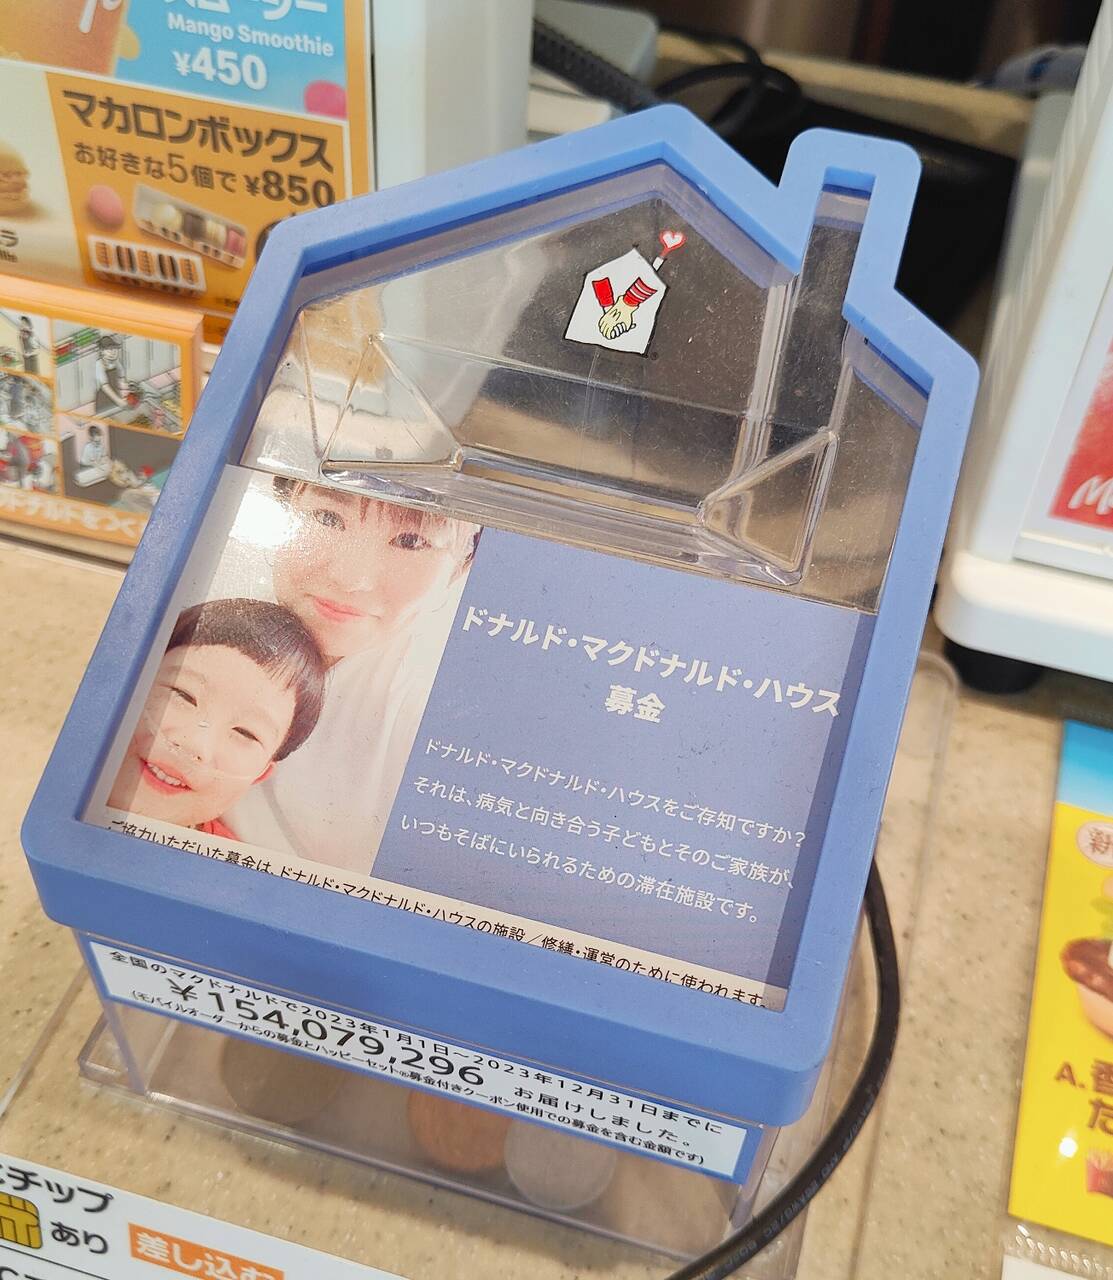 Mango Smoothie
¥450
マカロンボックス
お好きな5個で ¥850
ドナルド・マクドナルド・ハウス
募金
ドナルド・マクドナルド・ハウスをご存知ですか?
それは、病気と向き合う子どもとそのご家族が、
いつもそばにいられるための滞在施設です。
ご協力いただいた募金は、ドナルド・マクドナルド・ハウスの施設/修繕・運営のために使われます。
全国のマクドナルドで2023年1月1日~2023年12月31日までに
¥154,079,296 お届けしました。
(モバイルオーダーからの募金とハッピーセット®募金付きクーポン使用での募金を含む金額です)
チップ
あり
差し込む
A.